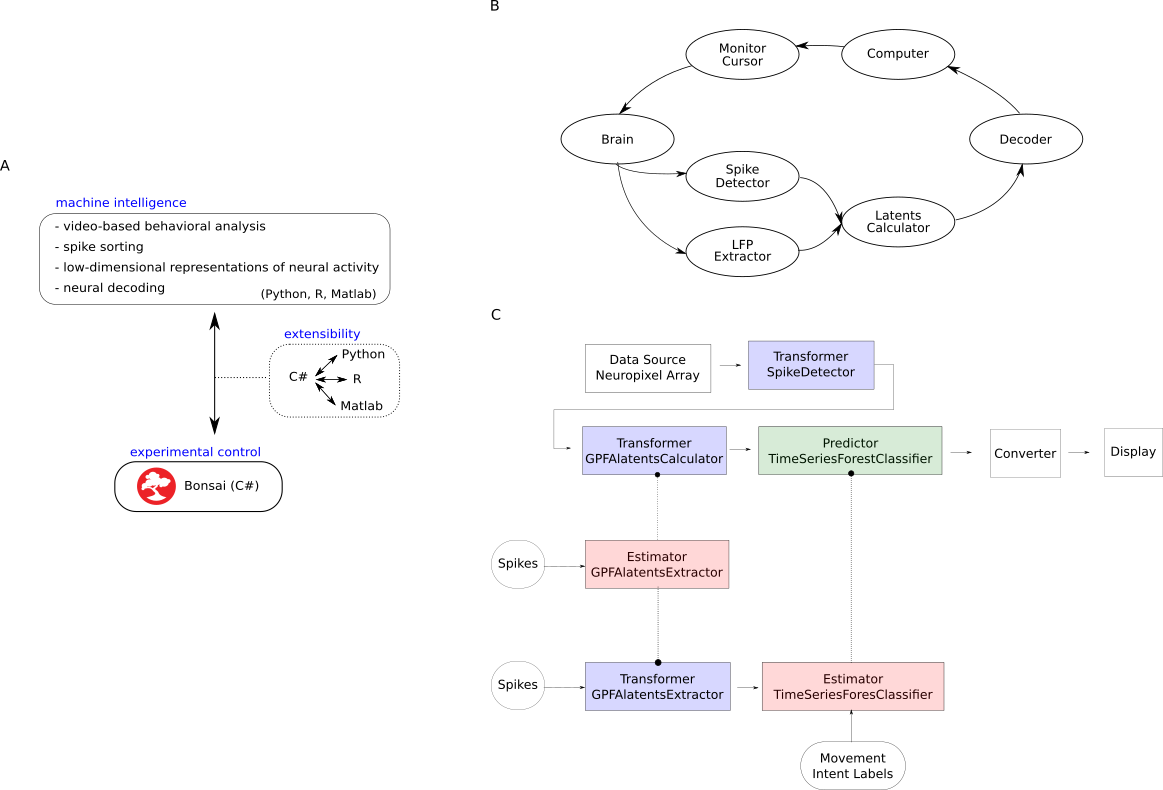 A
machine intelligence
- video-based behavioral analysis
- spike sorting
- low-dimensional representations of neural activity
- neural decoding
(Python, R, Matlab)
extensibility
Python
C#
R
Matlab
experimental control
Bonsai (C#)
B
Monitor
Cursor
Computer
Brain
Decoder
Spike
Detector
Latents
Calculator
LFP
Extractor
C
Data Source
Neuropixel Array
Transformer
SpikeDetector
Transformer
GPFAlatentsCalculator
Predictor
TimeSeriesForestClassifier
Converter
Display
Spikes
Estimator
GPFAlatentsExtractor
Spikes
Transformer
GPFAlatentsExtractor
Estimator
TimeSeriesForesClassifier
Movement
Intent Labels